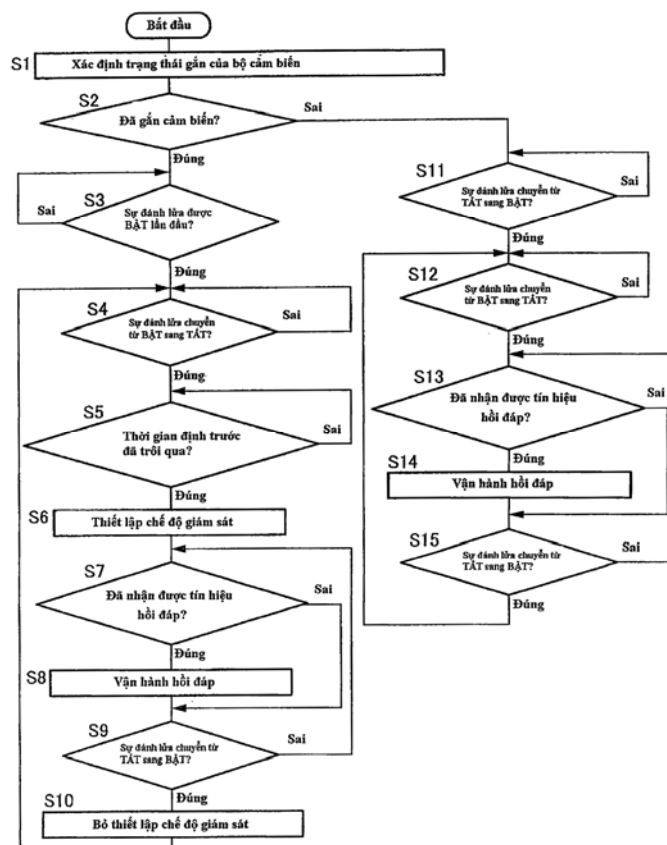 Bắt đầu
S1
Xác định trạng thái gắn của bộ cảm biến
S2
Đã gắn cảm biến?
Sai
Đúng
S3
Sự đánh lửa được
BẬT lần đầu?
Sai
Đúng
S4
Sự đánh lửa chuyển
từ BẬT sang TẮT?
Sai
Đúng
S5
Thời gian định trước
đã trôi qua?
Sai
Đúng
S6
Thiết lập chế độ giám sát
S7
Đã nhận được tín hiệu
hồi đáp?
Sai
Đúng
S8
Vận hành hồi đáp
S9
Sự đánh lửa chuyển từ
TẮT sang BẬT?
Sai
Đúng
S10
Bỏ thiết lập chế độ giám sát
S11
Sự đánh lửa chuyển từ
TẮT sang BẬT?
Sai
Đúng
S12
Sự đánh lửa chuyển
từ BẬT sang TẮT?
Sai
Đúng
S13
Đã nhận được tín hiệu
hồi đáp?
Sai
Đúng
S14
Vận hành hồi đáp
S15
Sự đánh lửa chuyển từ
TẮT sang BẬT?
Sai
Đúng